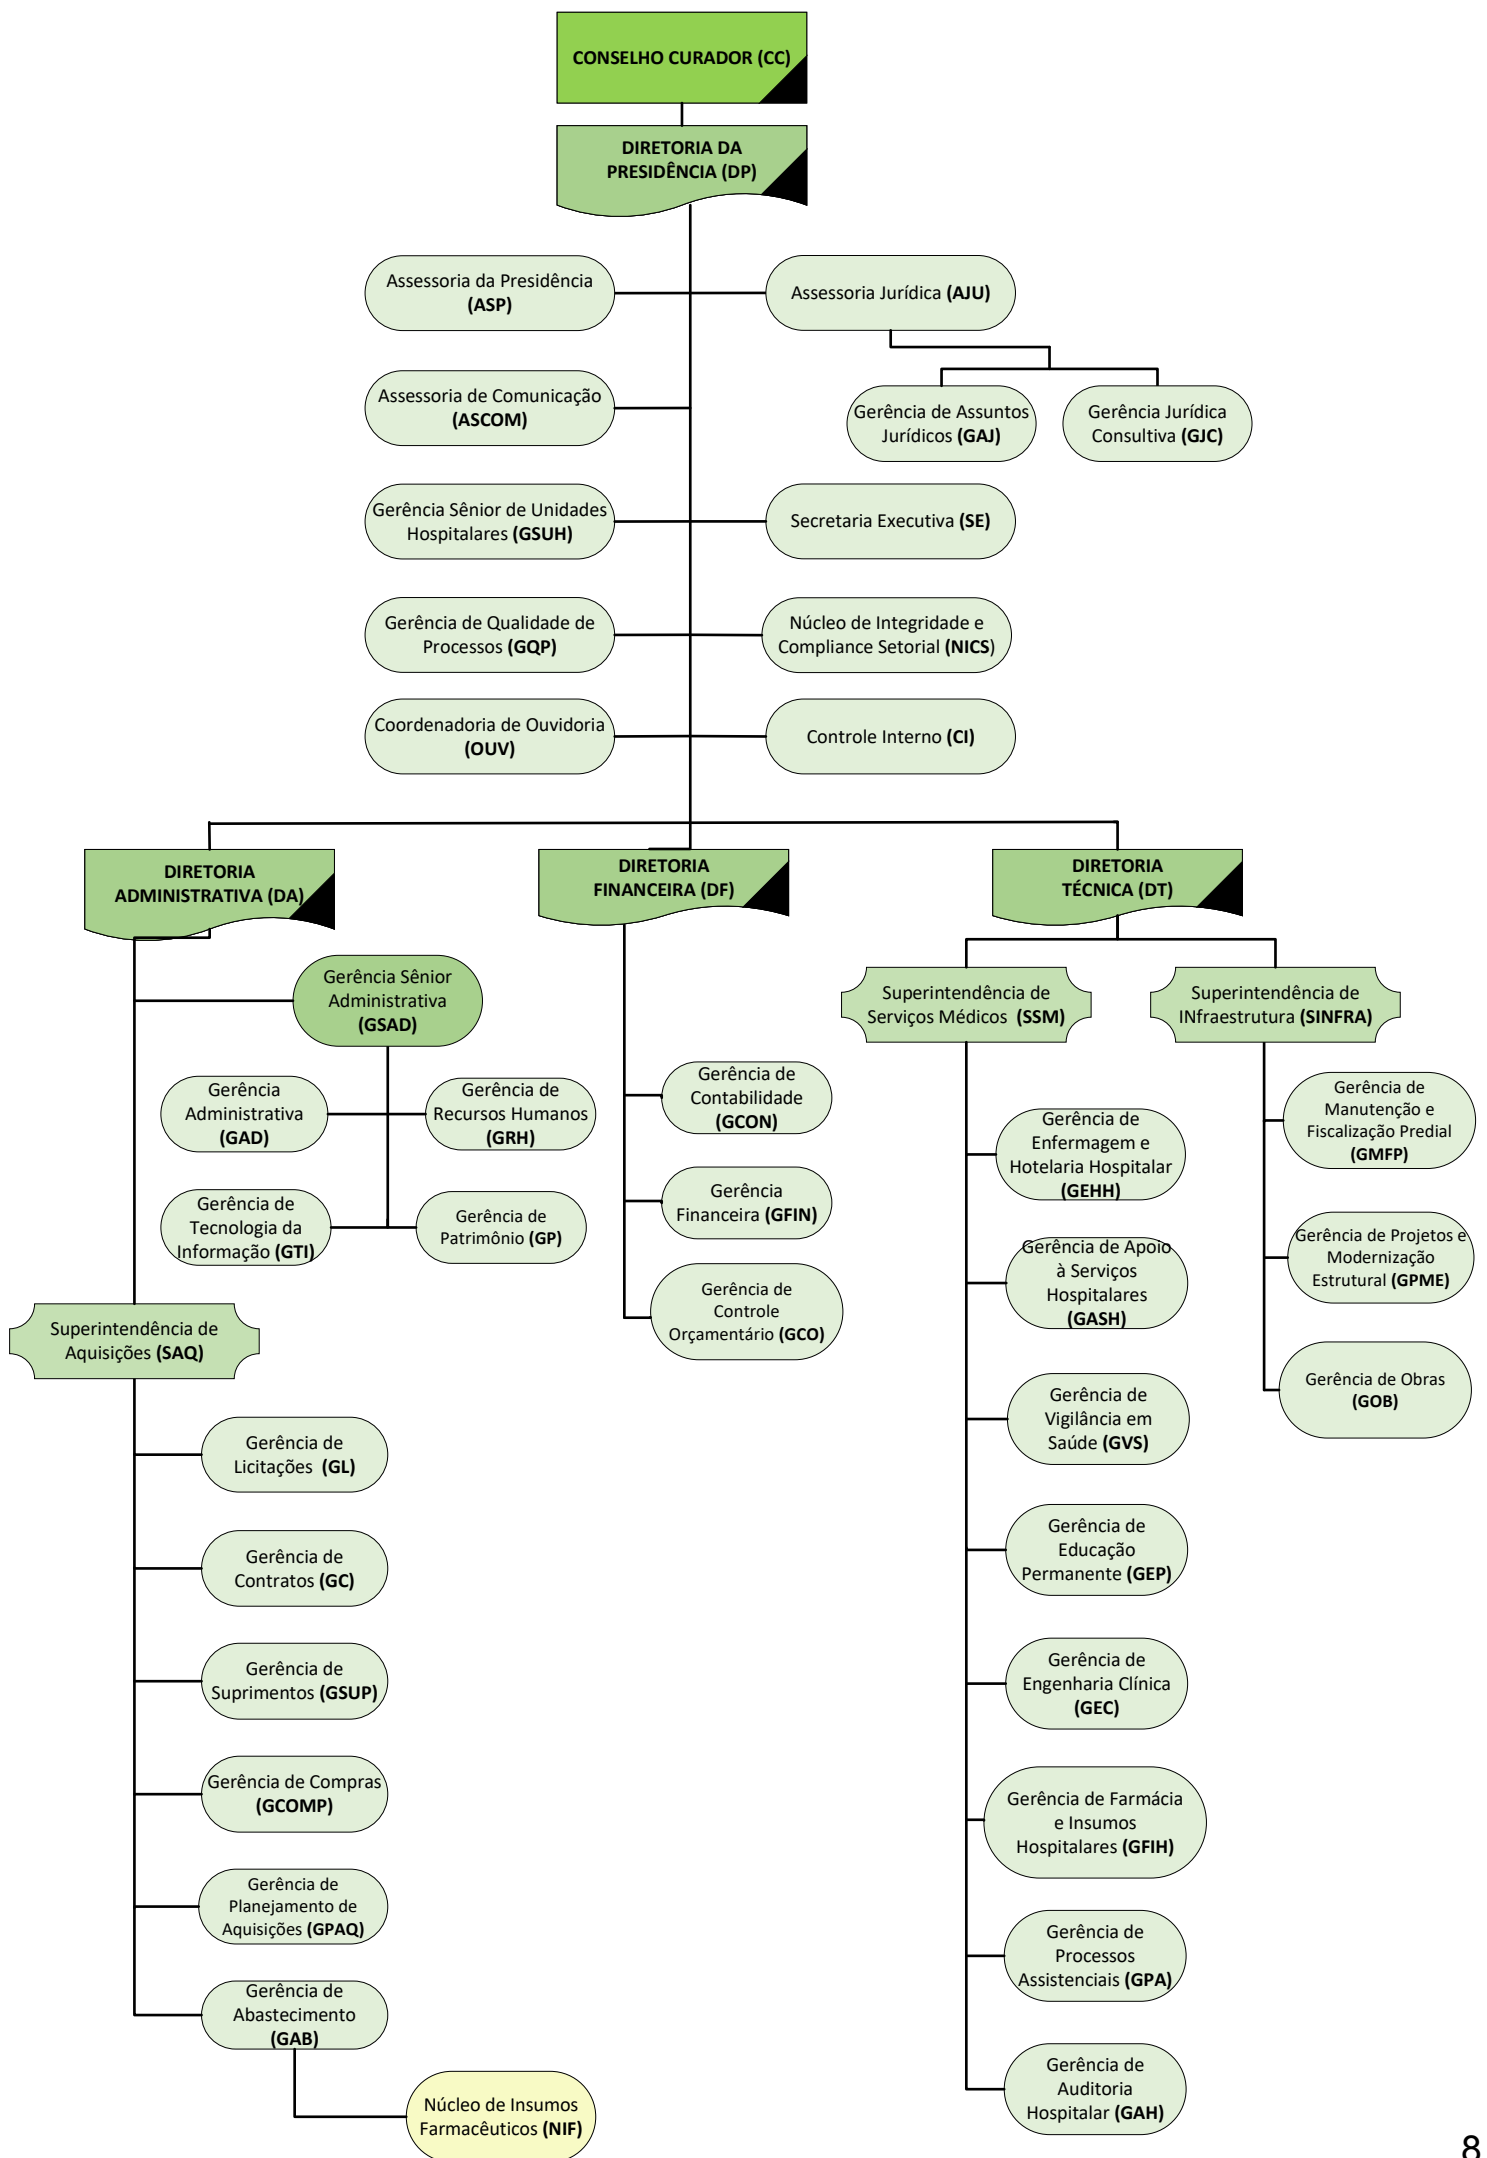 CONSELHO CURADOR (CC)
DIRETORIA DA
PRESIDÊNCIA (DP)
Assessoria da Presidência
(ASP)
Assessoria Jurídica (AJU)
Assessoria de Comunicação
(ASCOM)
Gerência de Assuntos
Jurídicos (GAJ)
Gerência Jurídica
Consultiva (GJC)
Gerência Sênior de Unidades
Hospitalares (GSUH)
Secretaria Executiva (SE)
Gerência de Qualidade de
Processos (GQP)
Núcleo de Integridade e
Compliance Setorial (NICS)
Coordenadoria de Ouvidoria
(OUV)
Controle Interno (CI)
DIRETORIA
ADMINISTRATIVA (DA)
DIRETORIA
FINANCEIRA (DF)
DIRETORIA
TÉCNICA (DT)
Gerência Sênior
Administrativa
(GSAD)
Gerência
Administrativa
(GAD)
Gerência de
Recursos Humanos
(GRH)
Gerência de
Tecnologia da
Informação (GTI)
Gerência de
Patrimônio (GP)
Superintendência de
Aquisições (SAQ)
Gerência de
Licitações  (GL)
Gerência de
Contratos (GC)
Gerência de
Suprimentos (GSUP)
Gerência de Compras
(GCOMP)
Gerência de
Planejamento de
Aquisições (GPAQ)
Gerência de
Abastecimento
(GAB)
Núcleo de Insumos
Farmacêuticos (NIF)
Gerência de
Contabilidade
(GCON)
Gerência
Financeira (GFIN)
Gerência de
Controle
Orçamentário (GCO)
Superintendência de
Serviços Médicos  (SSM)
Gerência de
Enfermagem e
Hotelaria Hospitalar
(GEHH)
Gerência de Apoio
à Serviços
Hospitalares
(GASH)
Gerência de
Vigilância em
Saúde (GVS)
Gerência de
Educação
Permanente (GEP)
Gerência de
Engenharia Clínica
(GEC)
Gerência de Farmácia
e Insumos
Hospitalares (GFIH)
Gerência de
Processos
Assistenciais (GPA)
Gerência de
Auditoria
Hospitalar (GAH)
Superintendência de
INfraestrutura (SINFRA)
Gerência de
Manutenção e
Fiscalização Predial
(GMFP)
Gerência de Projetos e
Modernização
Estrutural (GPME)
Gerência de Obras
(GOB)
8